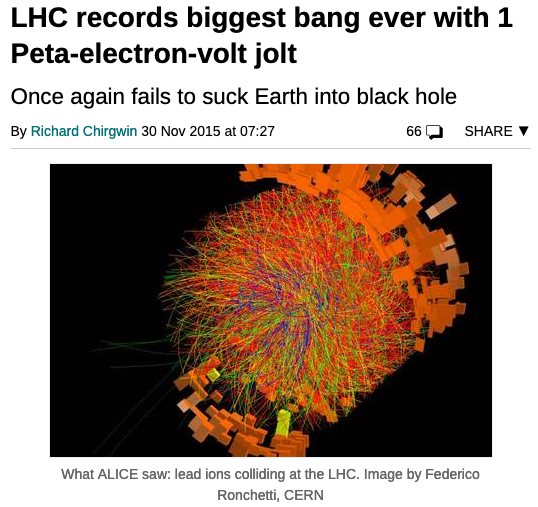 LHC records biggest bang ever with 1
Peta-electron-volt jolt
Once again fails to suck Earth into black hole
By Richard Chirgwin 30 Nov 2015 at 07:27 66 SHARE ▼
What ALICE saw: lead ions colliding at the LHC. Image by Federico
Ronchetti, CERN